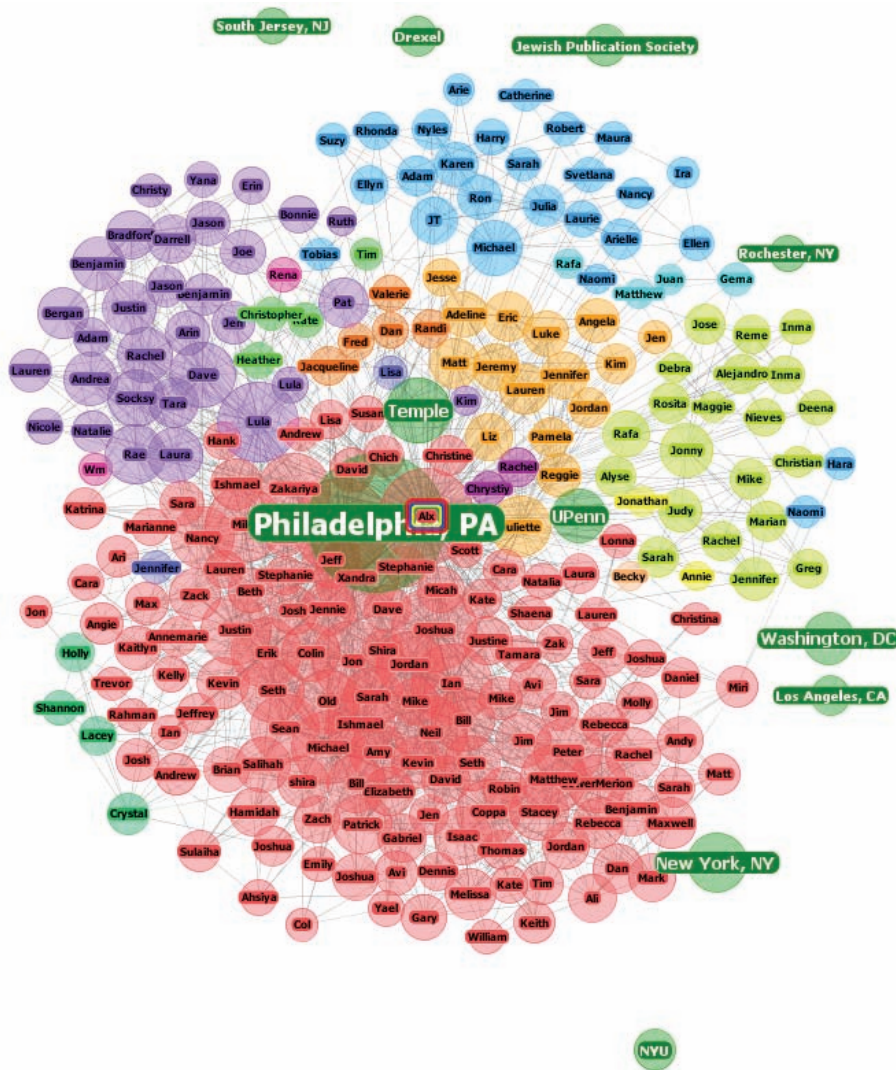 South Jersey, NJ
Drexel
Jewish Publication Society
Arie
Catherine
Suzy
Rhonda
Nyles
Harry
Robert
Maura
Karen
Sarah
Ellyn
Adam
Svetlana
Ira
Ron
Nancy
Julia
JT
Laurie
Arielle
Michael
Ellen
Christy
Yana
Erin
Jason
Bonnie
Ruth
Bradford
Darrell
Joe
Tobias
Tim
Benjamin
Rena
Rafa
Naomi
Juan
Gema
Matthew
Rochester, NY
Jason
Benjamin
Jesse
Valerie
Pat
Bergan
Justin
Christopher
Kate
Jen
Adam
Arin
Dan
Randi
Fred
Adeline
Eric
Luke
Angela
Jen
Jose
Reme
Inma
Rachel
Heather
Jacqueline
Lisa
Matt
Jeremy
Jennifer
Kim
Debra
Alejandro
Inma
Lauren
Andrea
Dave
Lula
Kim
Lauren
Socksy
Tara
Jordan
Rosita
Maggie
Nieves
Deena
Nicole
Natalie
Lula
Lisa
Susan
Temple
Liz
Pamela
Rafa
Jonny
Hank
Andrew
Chich
Christine
Rae
Laura
Wm
David
Rachel
Reggie
Alyse
Mike
Christian
Hara
Ishmael
Zakariya
Chrystiy
Katrina
Sara
Jonathan
Judy
Naomi
Marianne
Nancy
Philadelphia, PA
Alx
Juliette
UPenn
Marian
Lonna
Rachel
Ari
Jennifer
Lauren
Jeff
Stephanie
Scott
Sarah
Cara
Stephanie
Xandra
Cara
Natalia
Laura
Becky
Annie
Jennifer
Greg
Jon
Max
Zack
Beth
Micah
Kate
Angie
Josh
Jennie
Dave
Shaena
Lauren
Christina
Annemarie
Justin
Joshua
Justine
Zak
Holly
Kaitlyn
Erik
Colin
Shira
Tamara
Jeff
Joshua
Washington, DC
Jon
Jordan
Trevor
Kelly
Kevin
Seth
Ian
Avi
Sara
Daniel
Miri
Los Angeles, CA
Shannon
Rahman
Jeffrey
Old
Sarah
Mike
Mike
Molly
Lacey
Ian
Sean
Ishmael
Neil
Bill
Jim
Rebecca
Andy
Josh
Michael
Amy
Jim
Peter
Rachel
Andrew
Brian
Salihah
Kevin
Seth
Matt
shira
Bill
Elizabeth
David
Matthew
Robin
Sarah
Crystal
Hamidah
Zach
Patrick
Jen
Coppa
Stacey
Benjamin
Rebecca
Maxwell
Sulaiha
Joshua
Gabriel
Isaac
Thomas
Jordan
New York, NY
Emily
Joshua
Avi
Dennis
Dan
Mark
Ahsiya
Melissa
Kate
Tim
Ali
Yael
Gary
Col
William
Keith
NYU